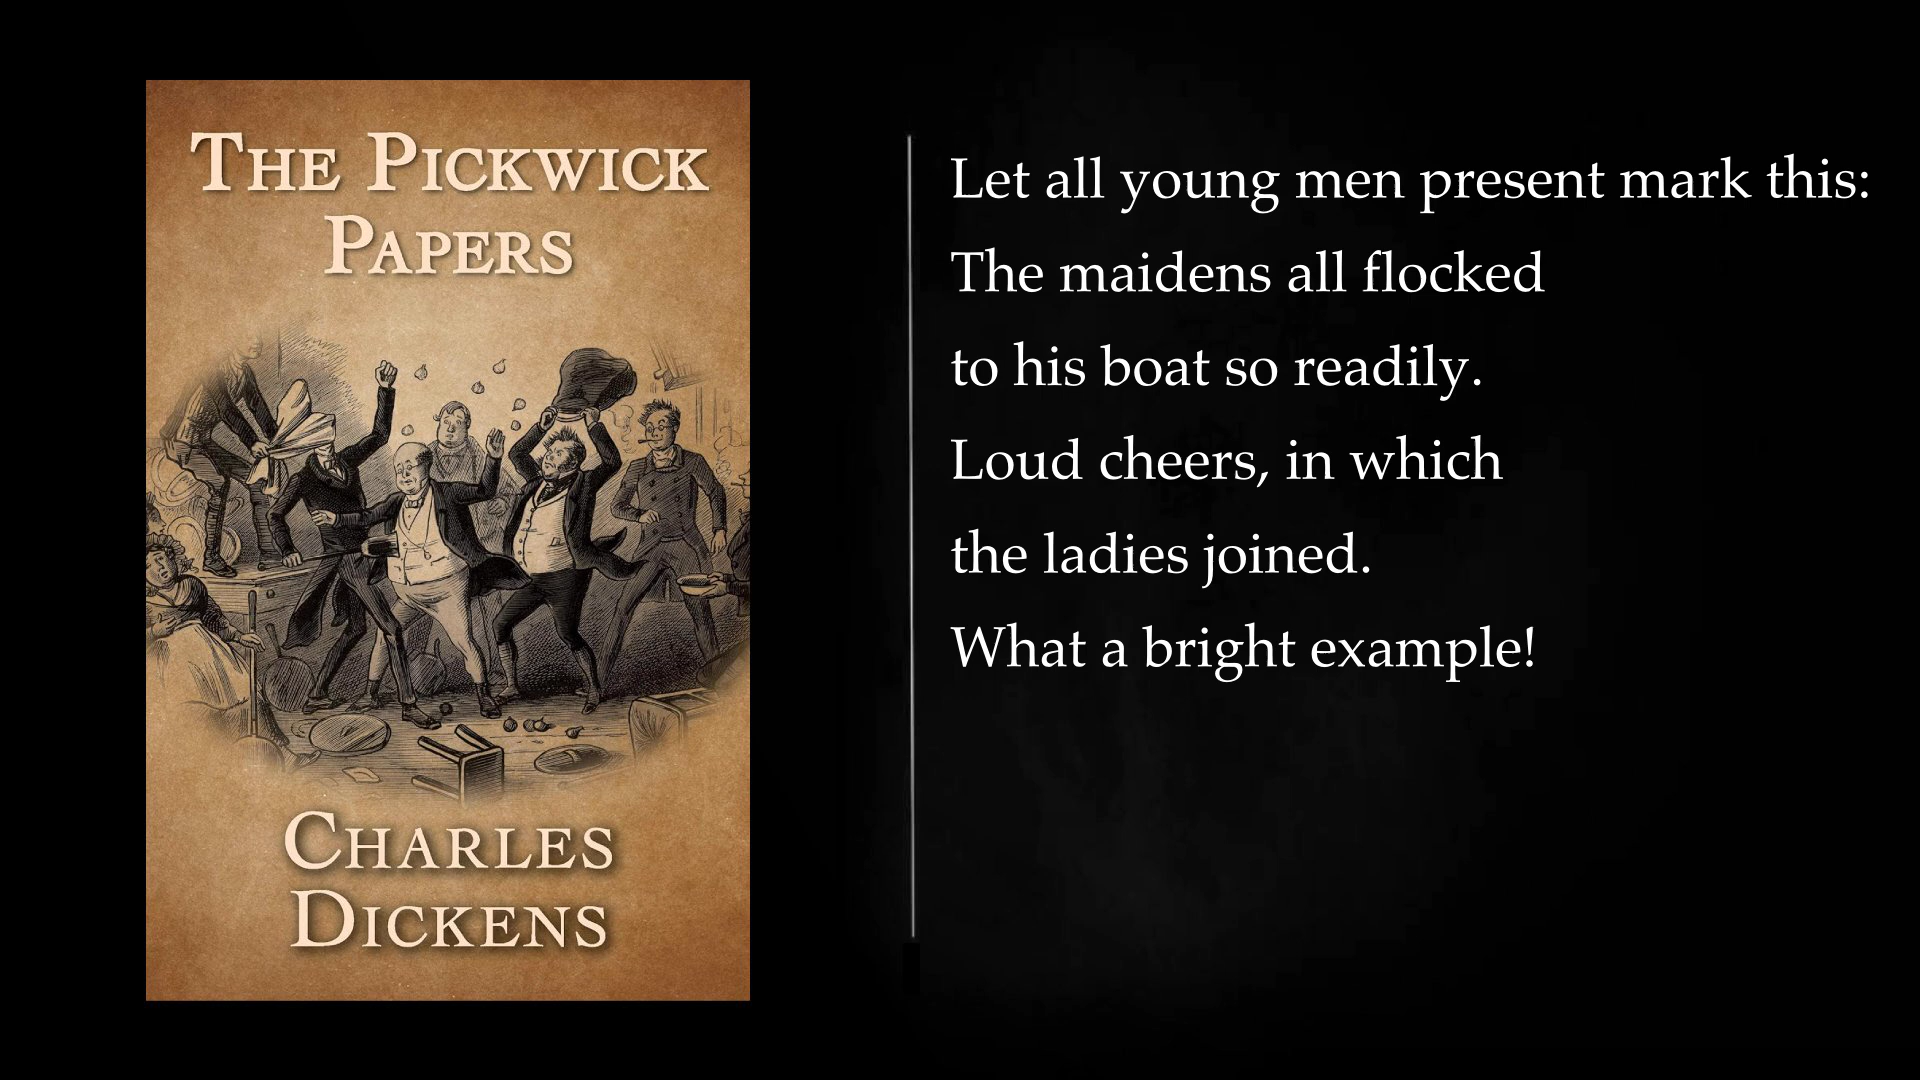 THE PICKWICK
PAPERS
CHARLES
DICKENS
Let all young men present mark this:
The maidens all flocked
to his boat so readily.
Loud cheers, in which
the ladies joined.
What a bright example!